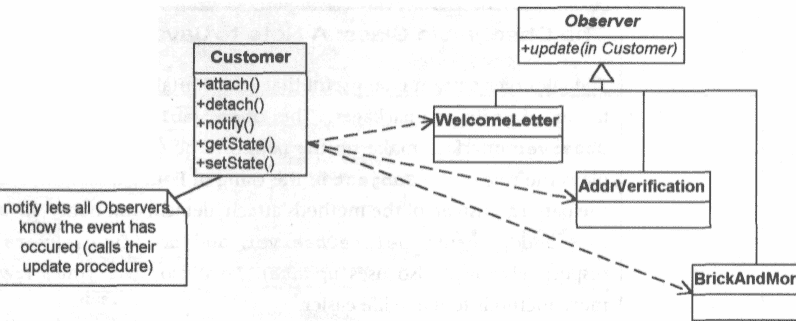 Observer
+update(in Customer)
Customer
+attach()
+detach()
+notify()
+getState()
+setState()
WelcomeLetter
AddrVerification
BrickAndMor
notify lets all Observers
know the event has
occured (calls their
update procedure)